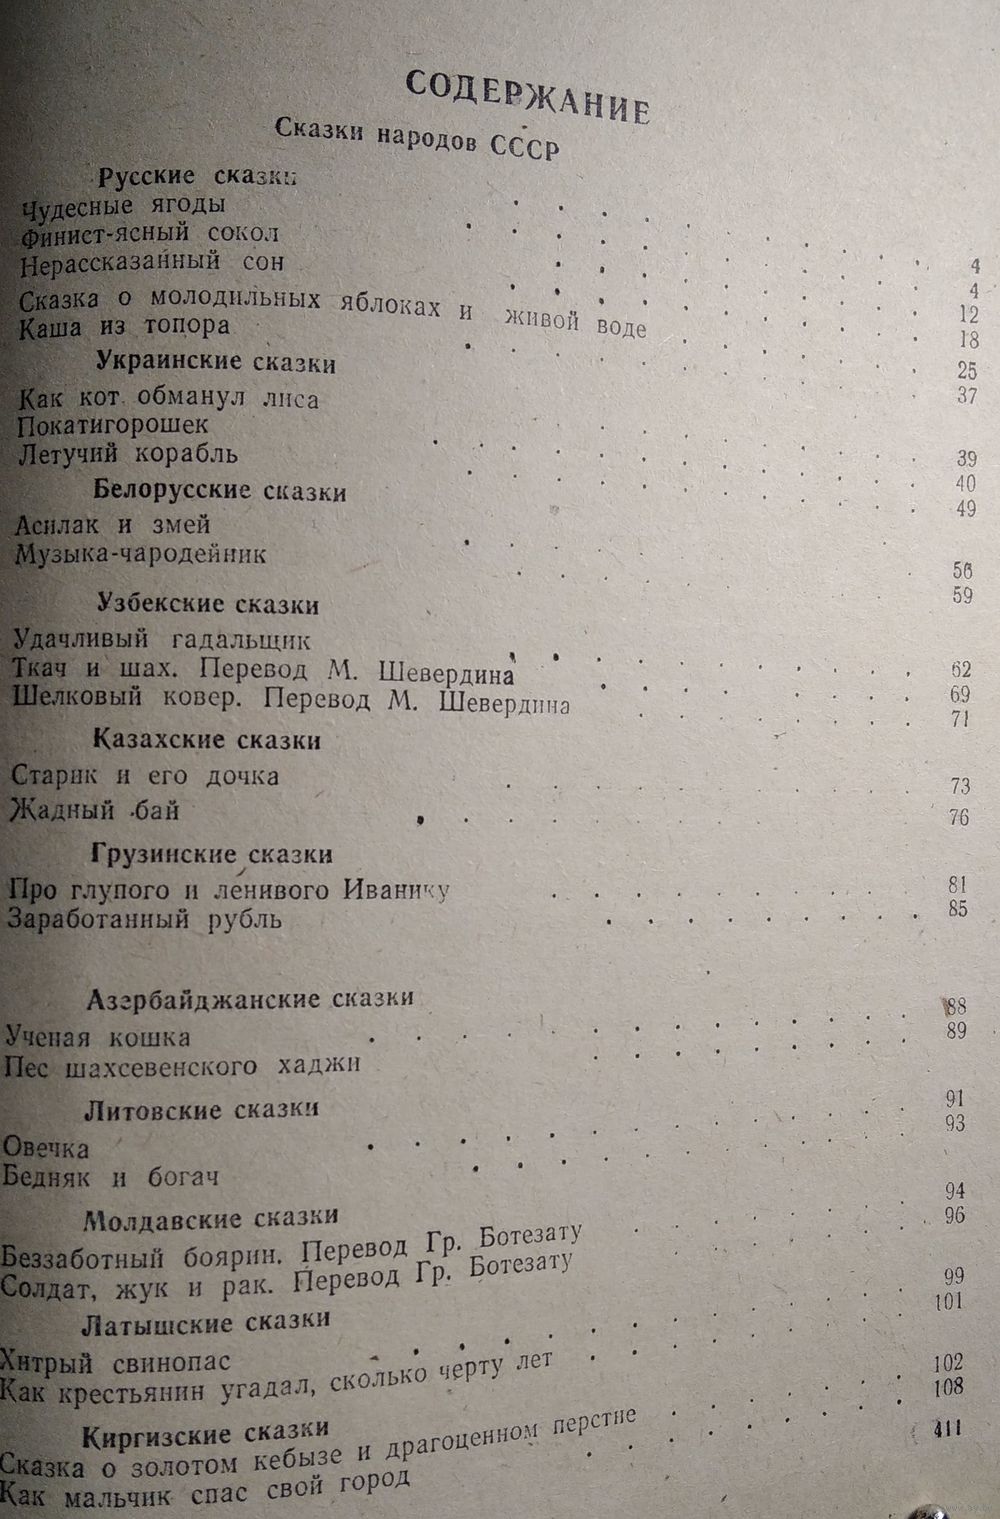 СОДЕРЖАНИЕ
Сказки народов СССР
Русские сказки 4
Чудесные ягоды 4
Финист-ясный сокол 12
Нерассказанный сон 18
Сказка о молодильных яблоках и живой воде 25
Каша из топора 37
Украинские сказки
Как кот обманул лиса 39
Покатигорошек 40
Летучий корабль 49
Белорусские сказки
Асилак и змей 56
Музыка-чародейник 59
Узбекские сказки
Удачливый гадальщик 62
Ткач и шах. Перевод М. Шевердина 69
Шелковый ковер. Перевод М. Шевердина 71
Казахские сказки
Старик и его дочка 73
Жадный бай 76
Грузинские сказки
Про глупого и ленивого Иванику 81
Заработанный рубль 85
Азербайджанские сказки
Ученая кошка 88
Пес шахсевенского хаджи 89
Литовские сказки
Овечка 91
Бедняк и богач 93
Молдавские сказки
Беззаботный боярин. Перевод Гр. Ботезату 94
Солдат, жук и рак. Перевод Гр. Ботезату 96
Латышские сказки
Хитрый свинопас 99
Как крестьянин угадал, сколько черту лет 101
Киргизские сказки
Сказка о золотом кебызе и драгоценном перстне 102
Как мальчик спас свой город 108
111